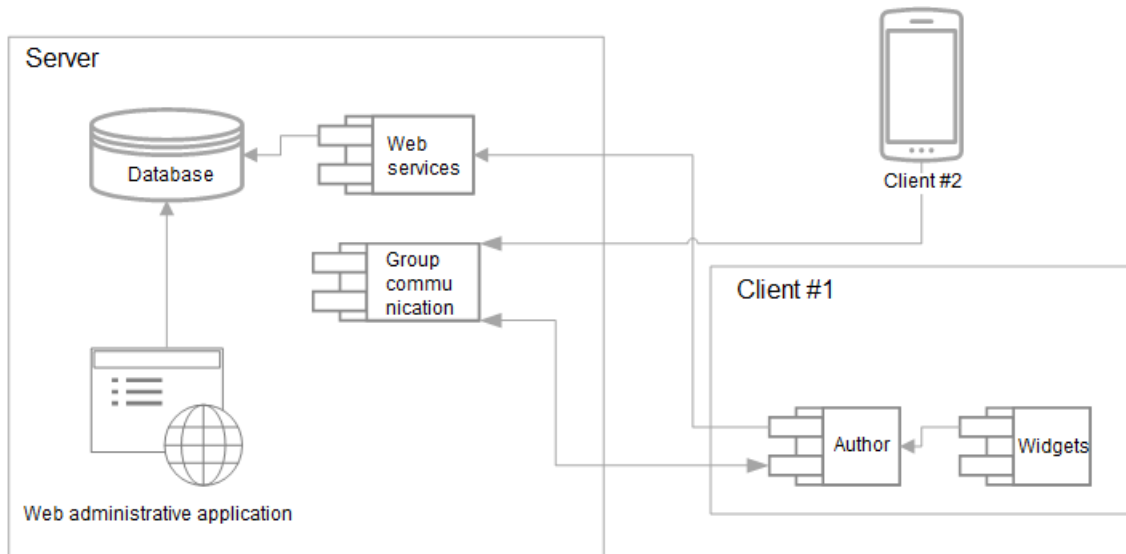 Server
Database
Web
services
Client #2
Group
commu
nication
Client #1
Author
Widgets
Web administrative application